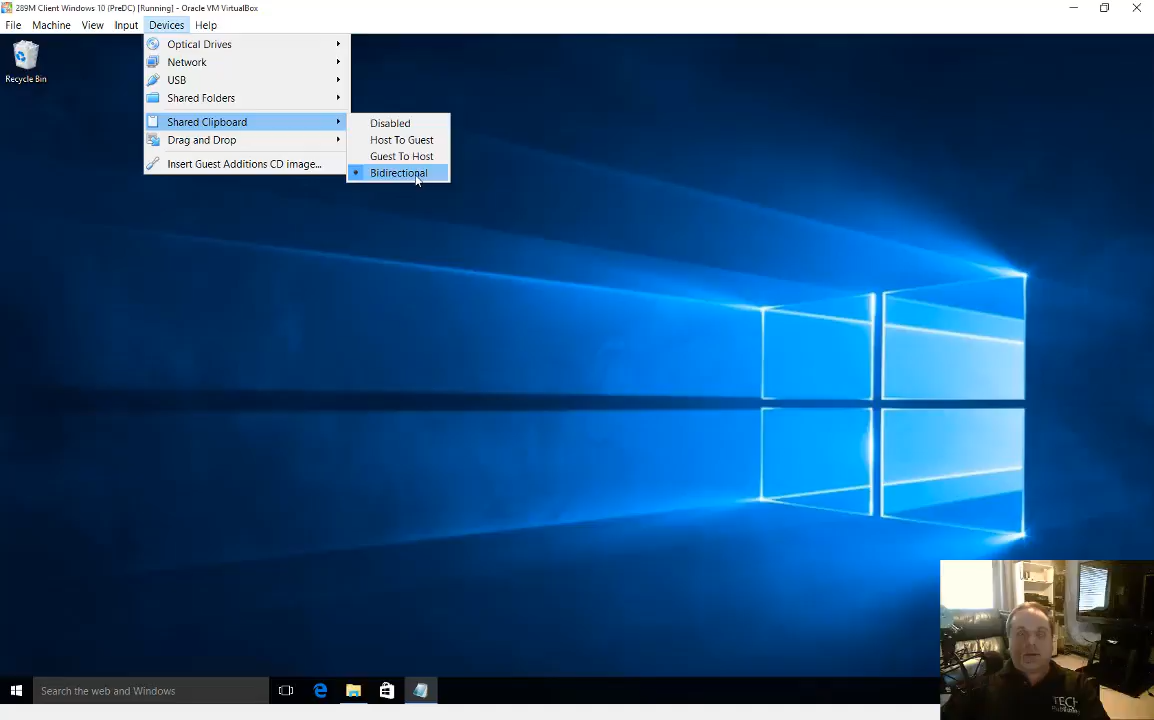 289M Client Windows 10 (PreDC) [Running] - Oracle VM VirtualBox
File Machine View Input Devices Help
Optical Drives
Network
USB
Shared Folders
Shared Clipboard
Drag and Drop
Insert Guest Additions CD image...
Disabled
Host To Guest
Guest To Host
Bidirectional
Recycle Bin
Search the web and Windows
TECH